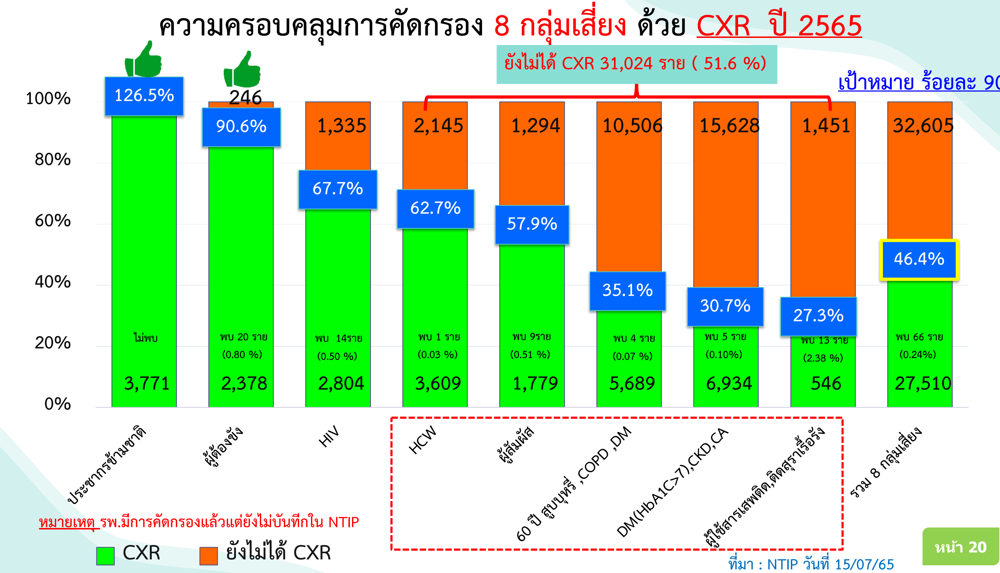 ความครอบคลุมการคัดกรอง 8 กลุ่มเสี่ยง ด้วย CXR ปี 2565
ยังไม่ได้ CXR 31,024 ราย ( 51.6 %)
เป้าหมาย ร้อยละ 90
100%
80%
60%
40%
20%
0%
126.5%
246
90.6%
1,335
2,145
1,294
10,506
15,628
1,451
32,605
67.7%
62.7%
57.9%
35.1%
30.7%
27.3%
46.4%
ไม่พบ
พบ 20 ราย
(0.80 %)
พบ 14ราย
(0.50 %)
พบ 1 ราย
(0.03 %)
พบ 9ราย
(0.51 %)
พบ 4 ราย
(0.07 %)
พบ 5 ราย
(0.10%)
พบ 13 ราย
(2.38 %)
พบ 66 ราย
(0.24%)
3,771
2,378
2,804
3,609
1,779
5,689
6,934
546
27,510
ประชากรข้ามชาติ
ผู้ต้องขัง
HIV
HCW
ผู้สัมผัส
60 ปี สูบบุหรี่ ,COPD ,DM
DM(HbA1C>7),CKD,CA
ผู้ใช้สารเสพติด,ติดสุราเรื้อรัง
รวม 8 กลุ่มเสี่ยง
หมายเหตุ รพ.มีการคัดกรองแล้วแต่ยังไม่บันทึกใน NTIP
CXR
ยังไม่ได้ CXR
หน้า 20
ที่มา : NTIP วันที่ 15/07/65